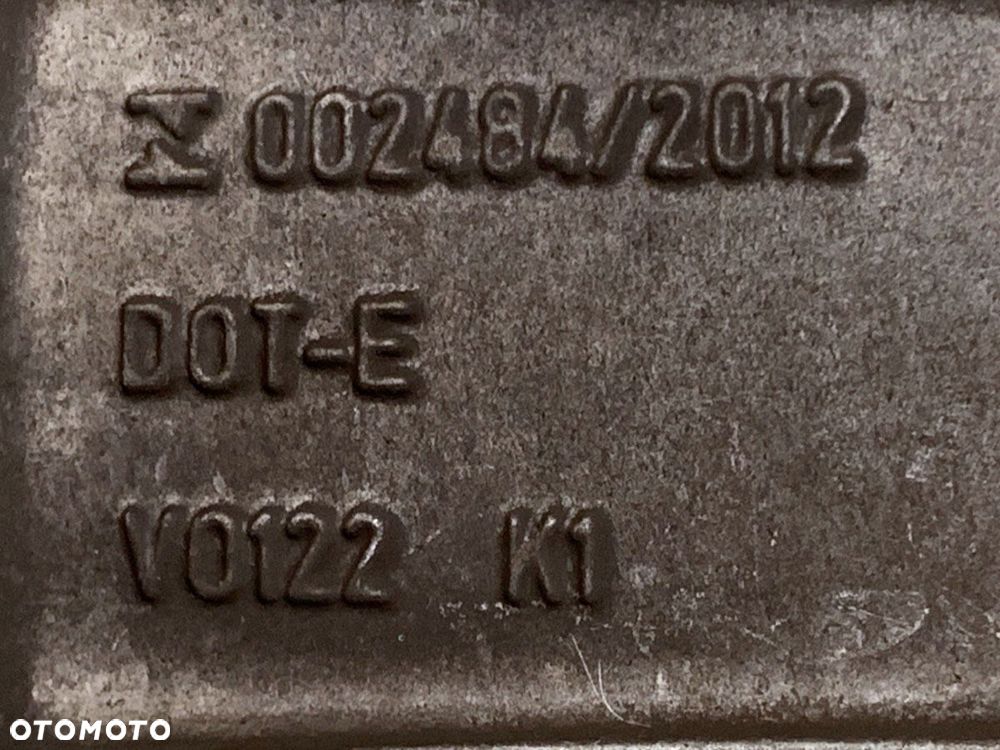 002484/2012
DOT-E
V0122 K1
OTOMOTO